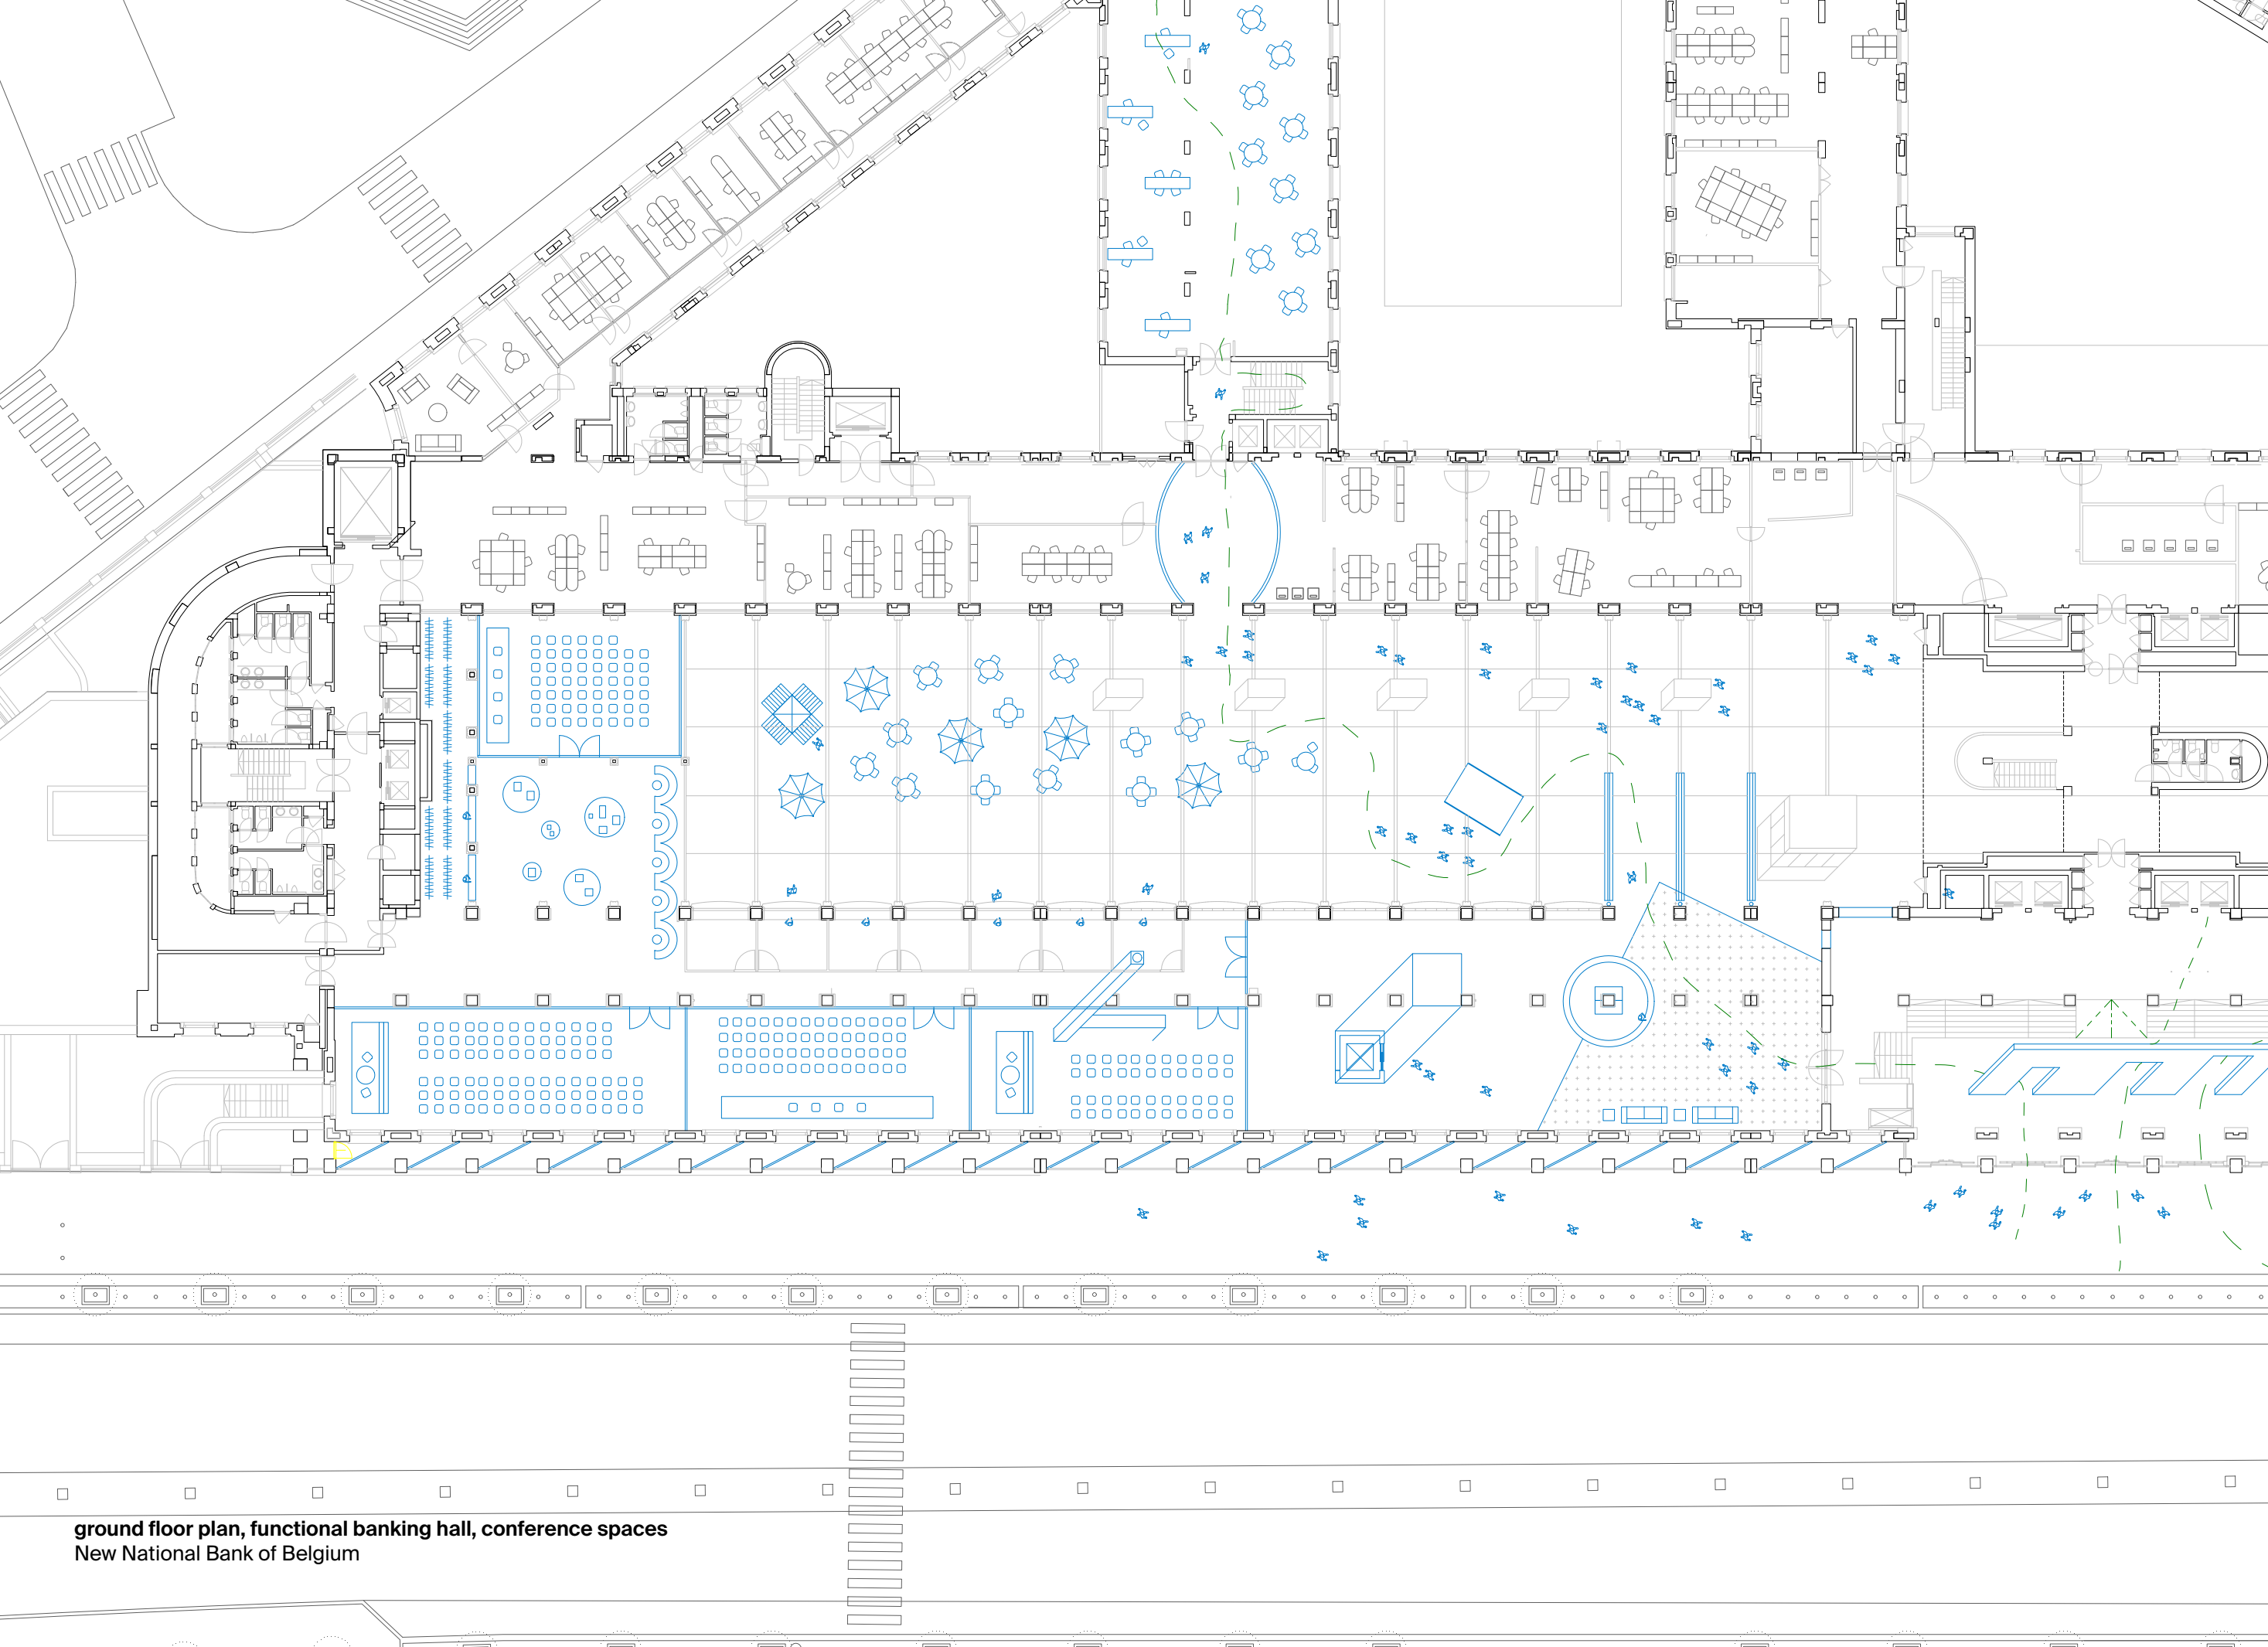 ground floor plan, functional banking hall, conference spaces
New National Bank of Belgium